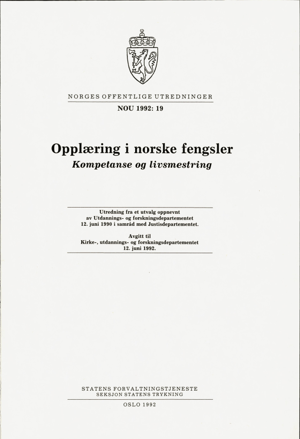 NORGES OFFENTLIGE UTREDNINGER
NOU 1992: 19
Opplæring i norske fengsler
Kompetanse og livsmestring
Utredning fra et utvalg oppnevnt
av Utdannings- og forskningsdepartementet
12. juni 1990 i samråd med Justisdepartementet.
Avgitt til
Kirke-, utdannings- og forskningsdepartementet
12. juni 1992.
STATENS FORVALTNINGSTJENESTE
SEKSJON STATENS TRYKNING
OSLO 1992